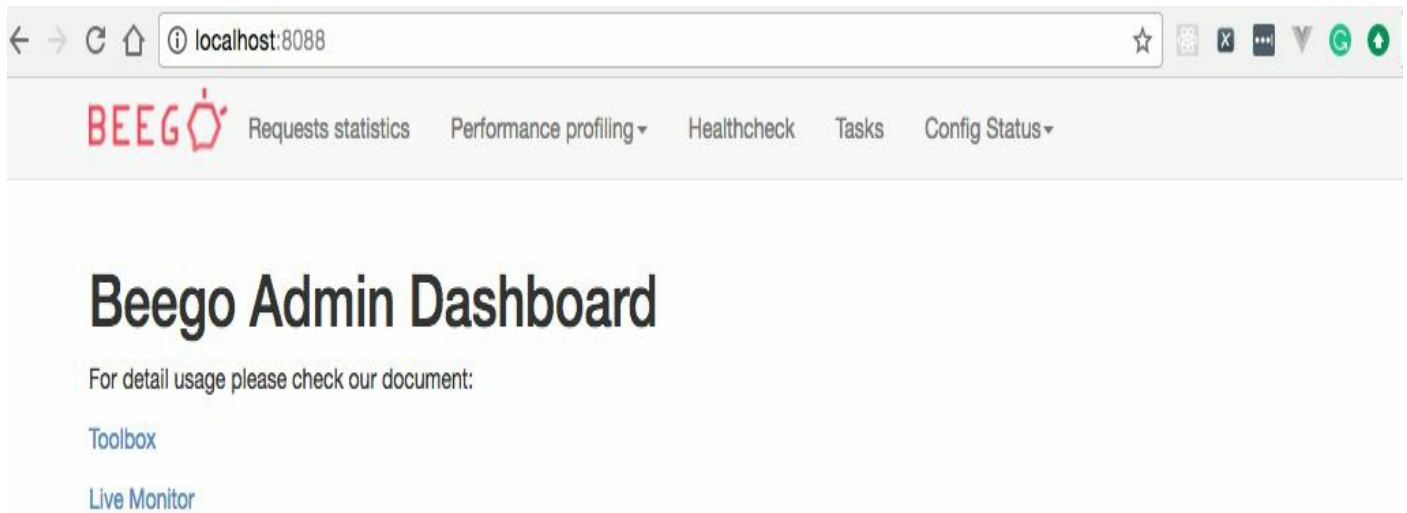 localhost:8088
BEEGO Requests statistics Performance profiling Healthcheck Tasks Config Status
Beego Admin Dashboard
For detail usage please check our document:
Toolbox
Live Monitor